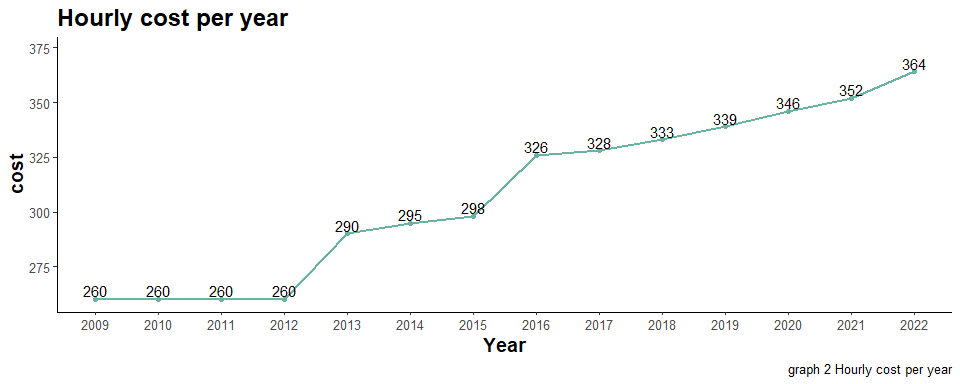 Hourly cost per year
cost
375
350
325
300
275
260 260 260 260 290 295 298 326 328 333 339 346 352 364
2009 2010 2011 2012 2013 2014 2015 2016 2017 2018 2019 2020 2021 2022
Year
graph 2 Hourly cost per year